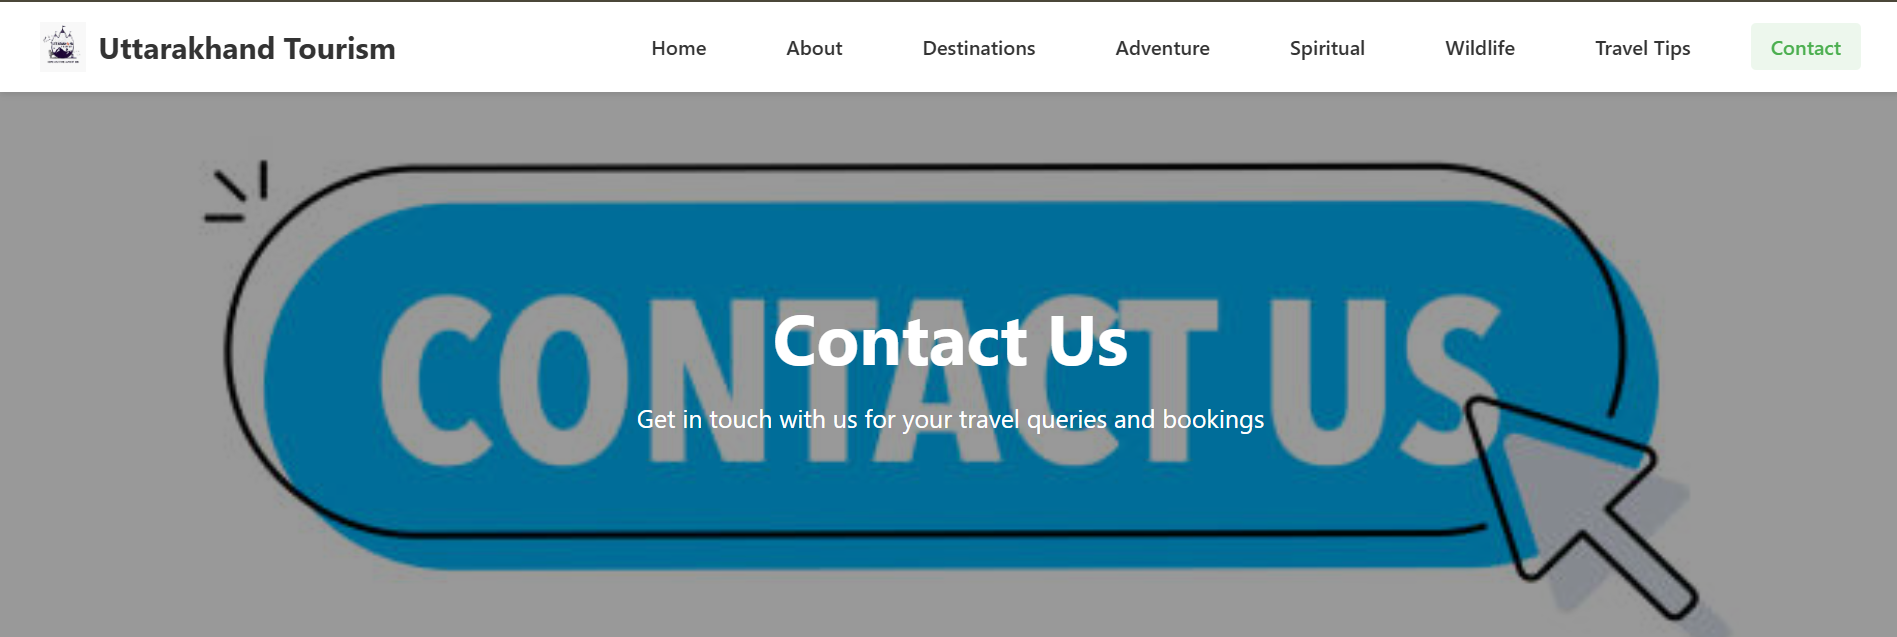 Uttarakhand Tourism
Home About Destinations Adventure Spiritual Wildlife Travel Tips Contact
CONTACT US
Contact Us
Get in touch with us for your travel queries and bookings